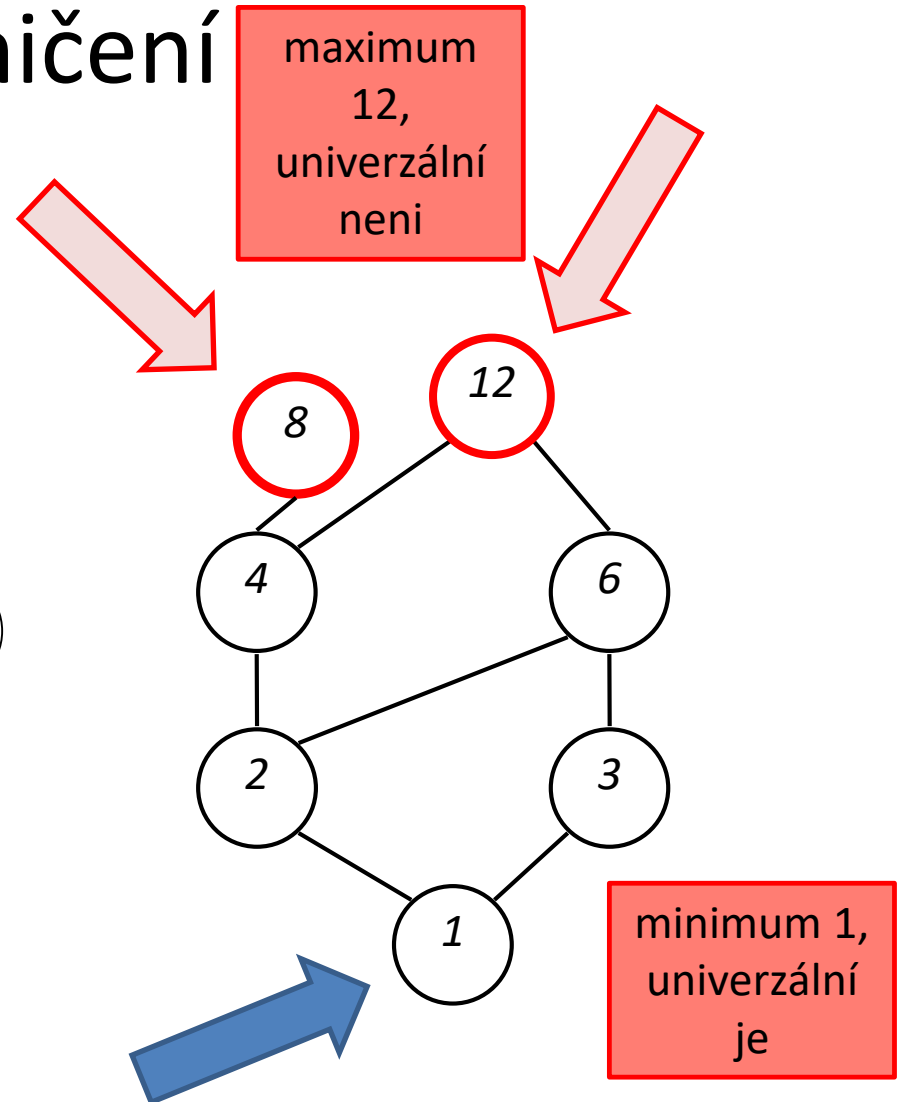 ničení
maximum
12,
univerzální
neni
12
8
4
6
2
3
1
minimum 1,
univerzální
je